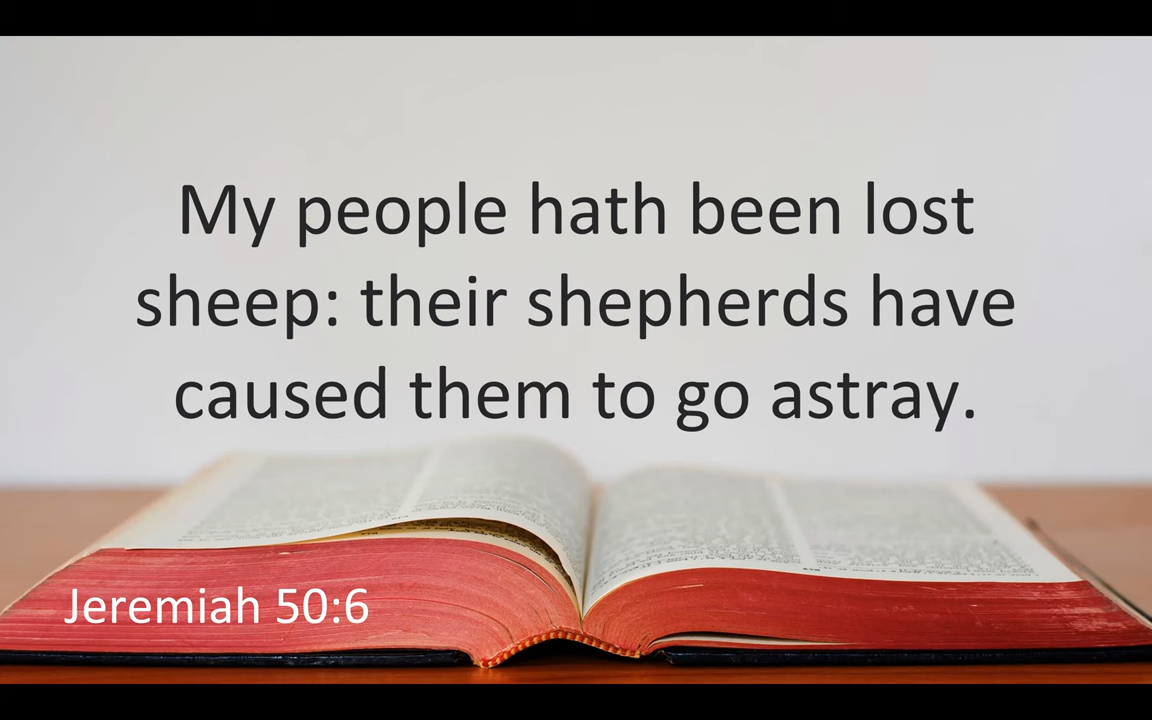 My people hath been lost
sheep: their shepherds have
caused them to go astray.
Jeremiah 50:6